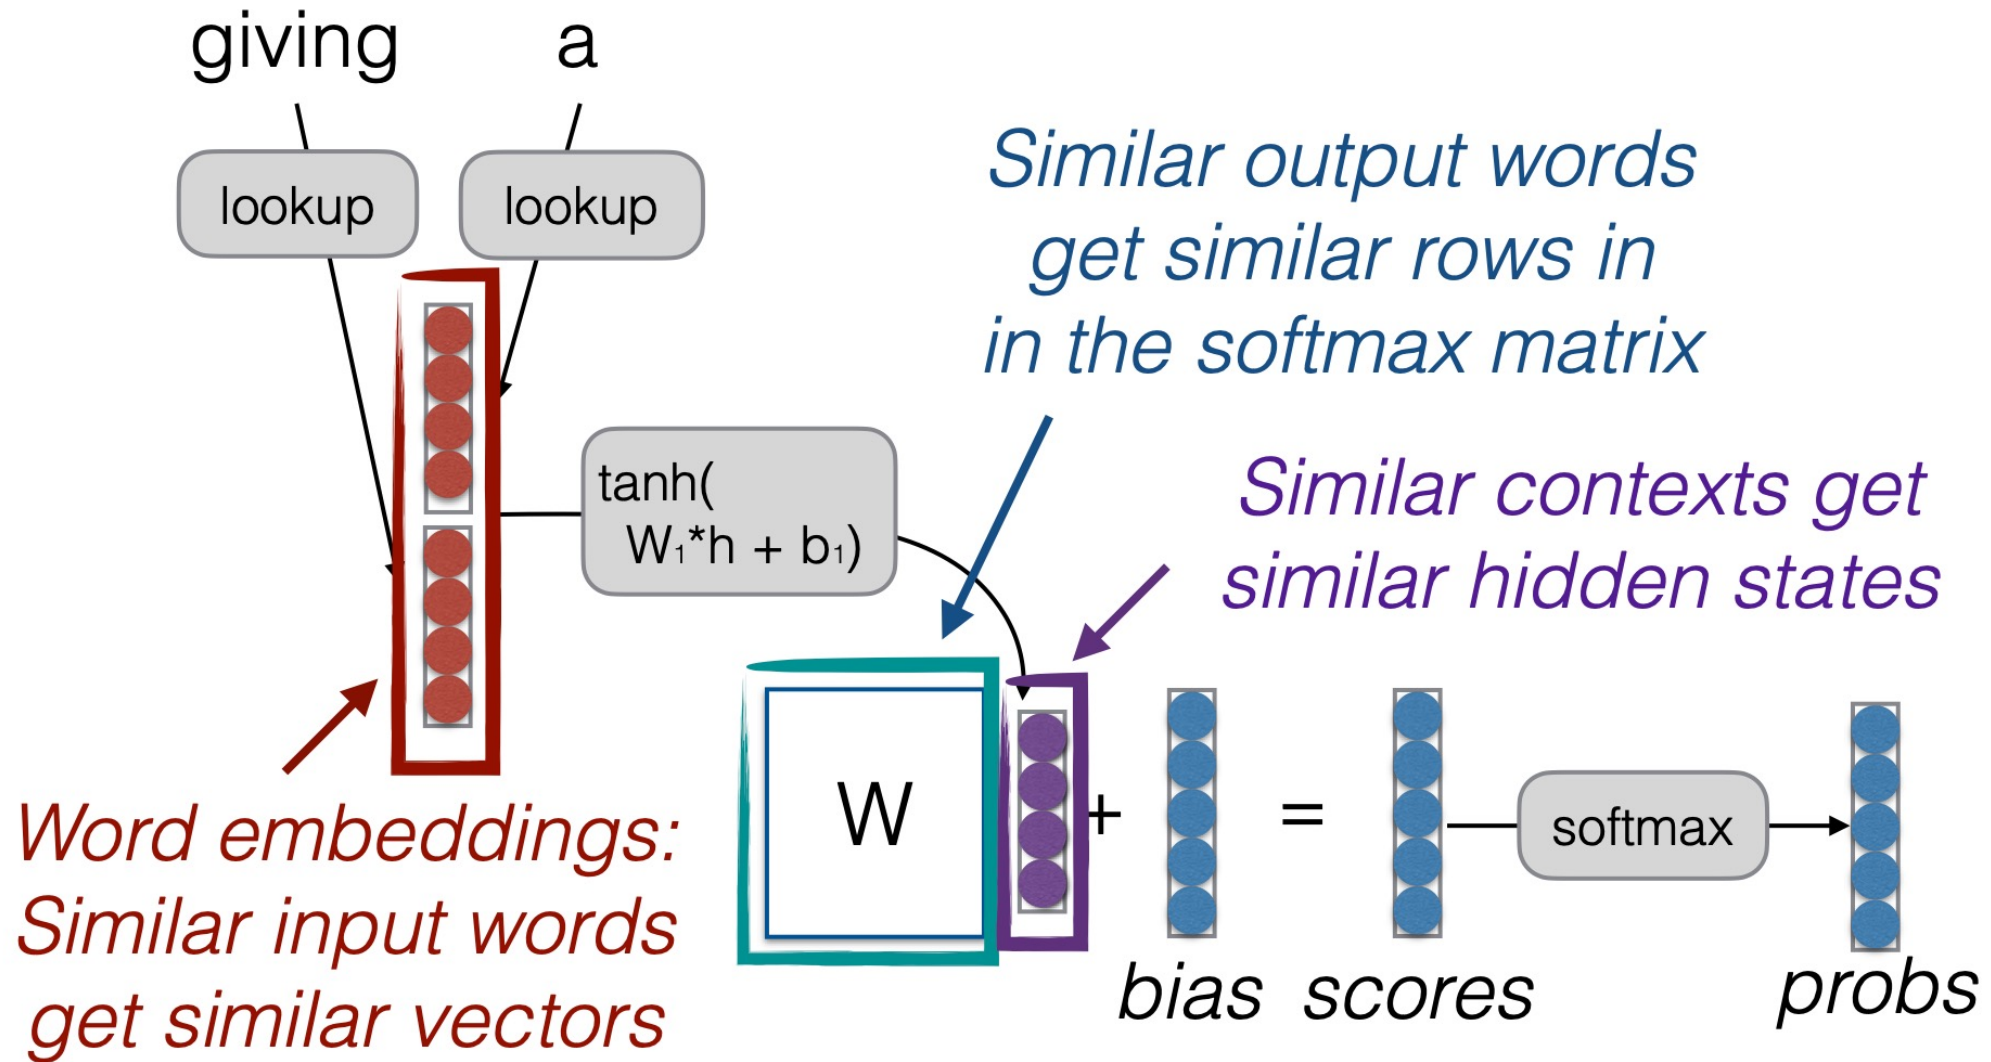 giving a
lookup lookup
Similar output words
get similar rows in
in the softmax matrix
tanh(
W₁*h + b₁)
Similar contexts get
similar hidden states
Word embeddings:
Similar input words
get similar vectors
W + = softmax
bias scores probs